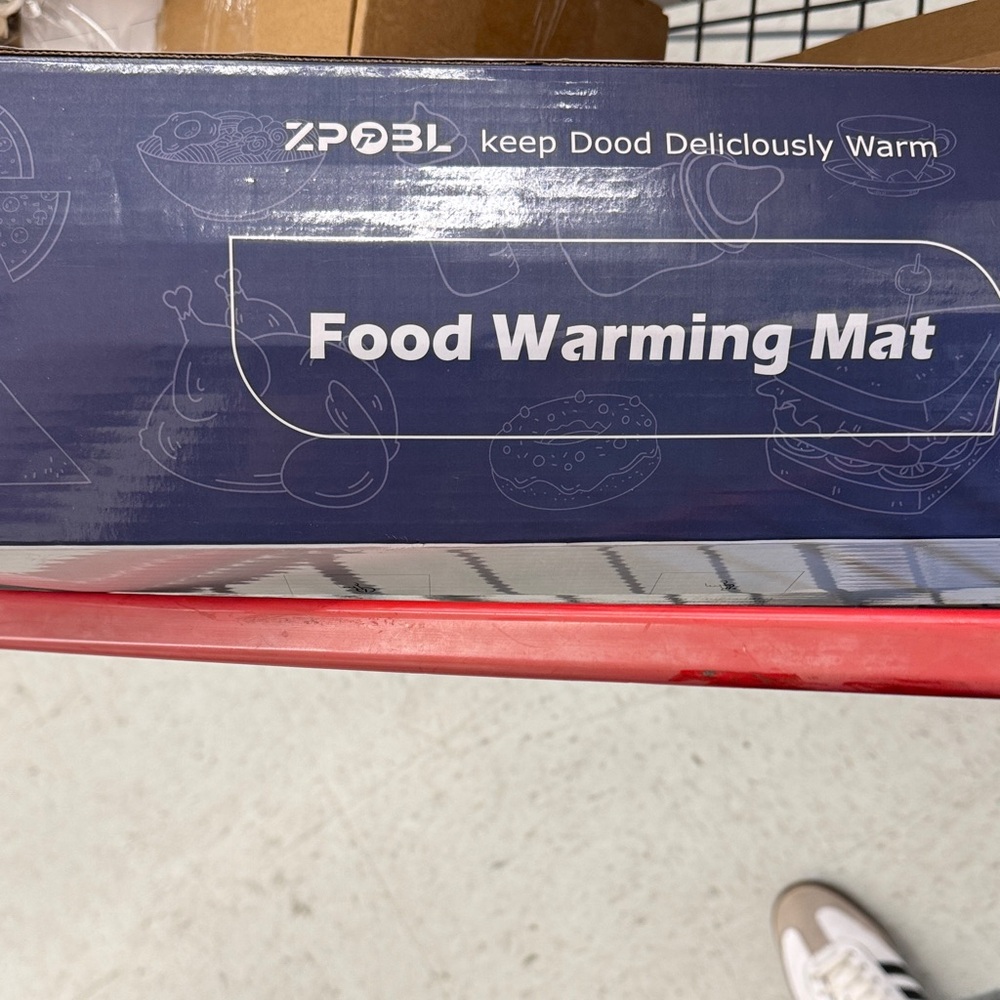 ZPOBL keep Dood Deliclously Warm
Food Warming Mat